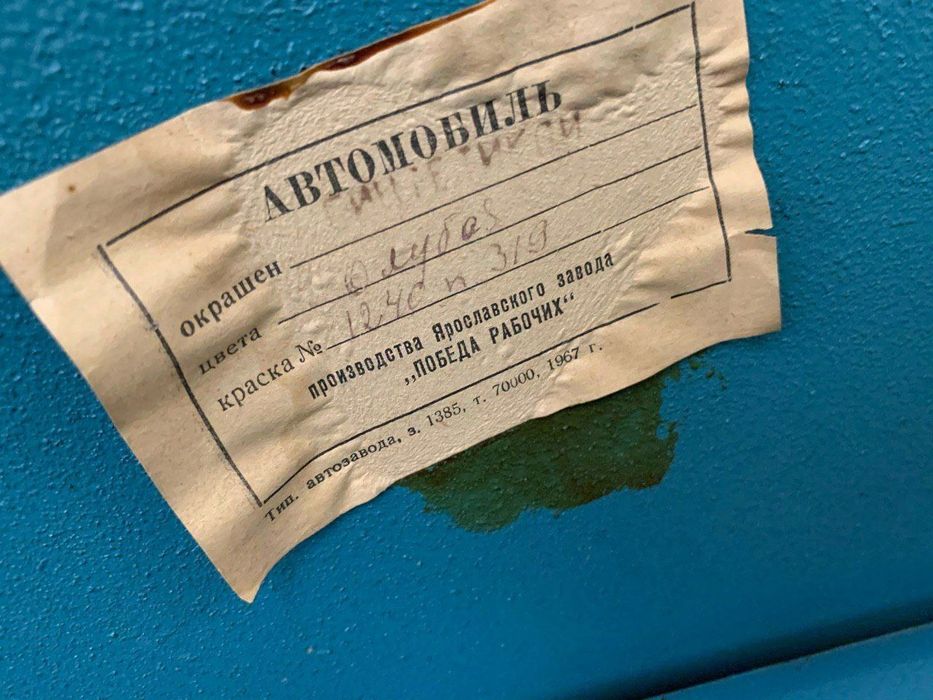 АВТОМОБИЛЬ
окрашен
цвета голубая
краска №
производства Ярославского завода
„ПОБЕДА РАБОЧИХ“
Тип. автозавода, з. 1385, т. 70000, 1967 г.